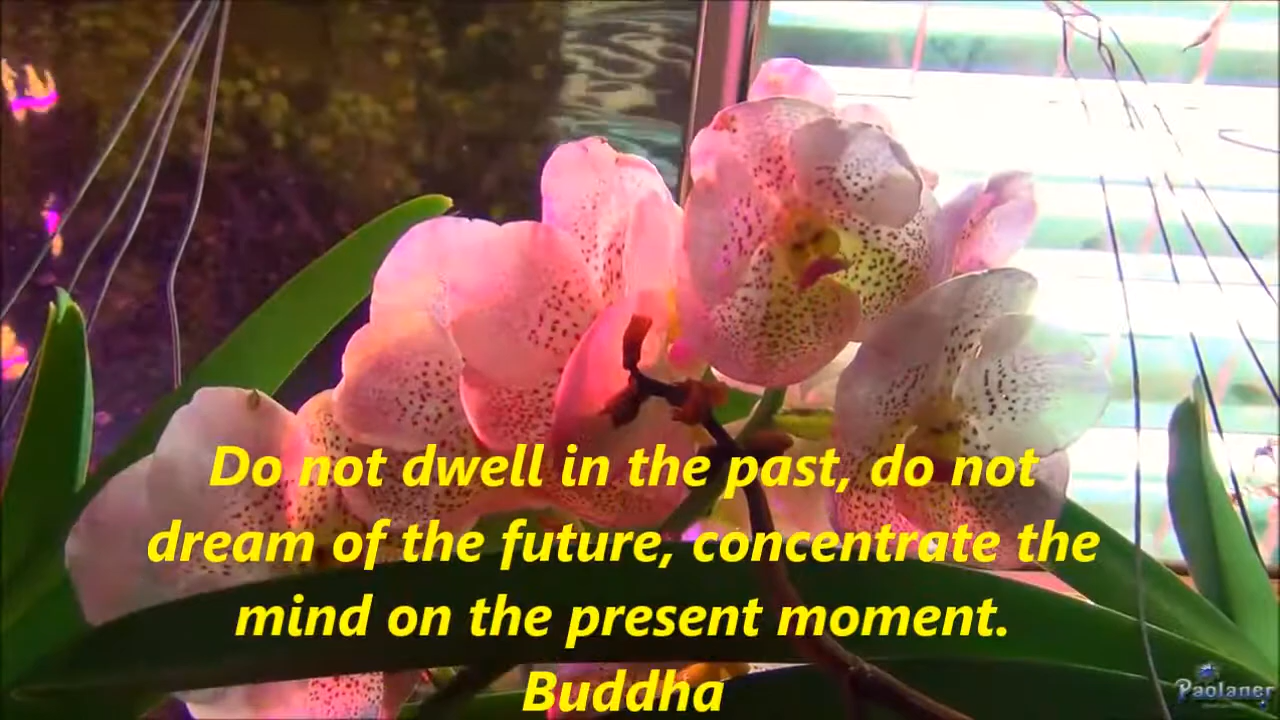 Do not dwell in the past, do not
dream of the future, concentrate the
mind on the present moment.
Buddha
Paolaner